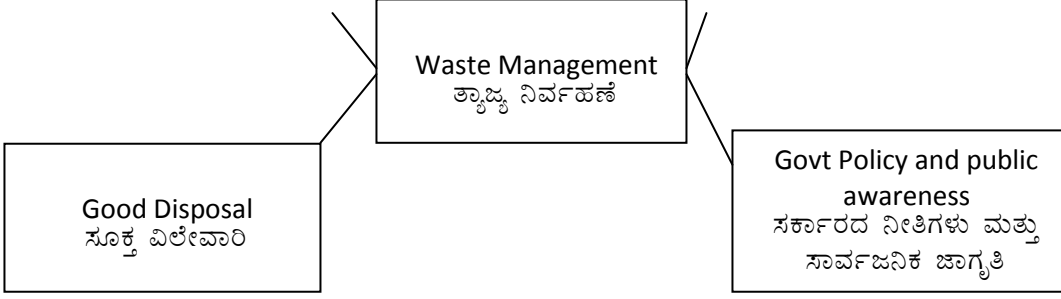 Waste Management
ತ್ಯಾಜ್ಯ ನಿರ್ವಹಣೆ
Good Disposal
ಸೂಕ್ತ ವಿಲೇವಾರಿ
Govt Policy and public
awareness
ಸರ್ಕಾರದ ನೀತಿಗಳು ಮತ್ತು
ಸಾರ್ವಜನಿಕ ಜಾಗೃತಿ